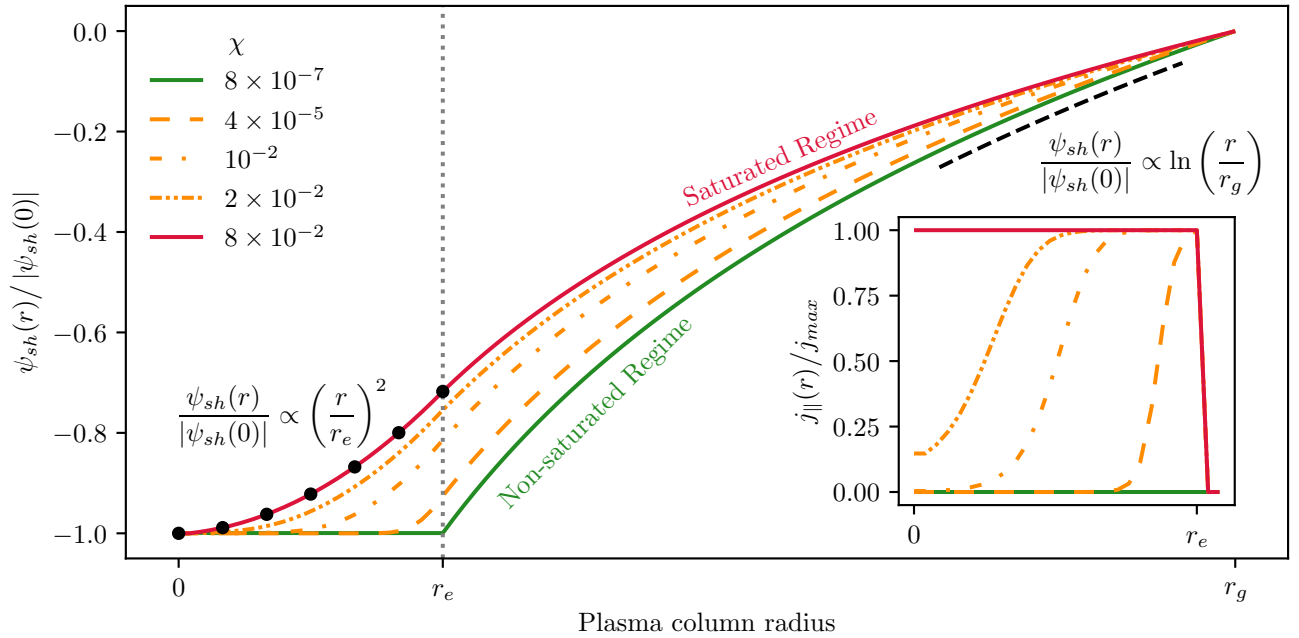 ψ_sh(r)/ |ψ_sh(0)|
0.0
−0.2
−0.4
−0.6
−0.8
−1.0
χ
8 × 10⁻⁷
4 × 10⁻⁵
10⁻²
2 × 10⁻²
8 × 10⁻²
Saturated Regime
Non-saturated Regime
ψ_sh(r)/|ψ_sh(0)| ∝ ln (r/r_g)
ψ_sh(r)/|ψ_sh(0)| ∝ (r/r_e)²
j_∥(r)/j_max
1.00
0.75
0.50
0.25
0.00
0 r_e
0 r_e r_g
Plasma column radius